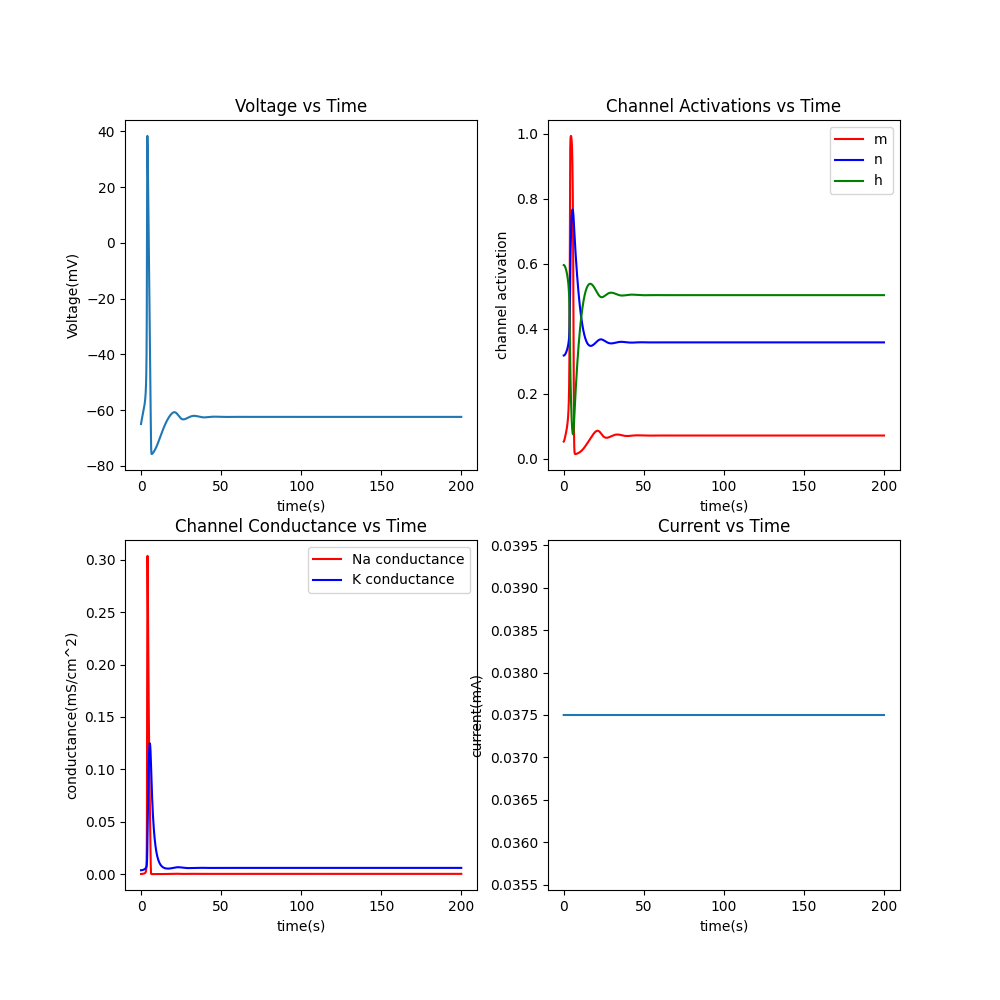 Voltage vs Time
Voltage(mV)
40
20
0
−20
−40
−60
−80
0 50 100 150 200
time(s)
Channel Activations vs Time
channel activation
1.0
0.8
0.6
0.4
0.2
0.0
m
n
h
0 50 100 150 200
time(s)
Channel Conductance vs Time
conductance(mS/cm^2)
0.30
0.25
0.20
0.15
0.10
0.05
0.00
Na conductance
K conductance
0 50 100 150 200
time(s)
Current vs Time
current(mA)
0.0395
0.0390
0.0385
0.0380
0.0375
0.0370
0.0365
0.0360
0.0355
0 50 100 150 200
time(s)